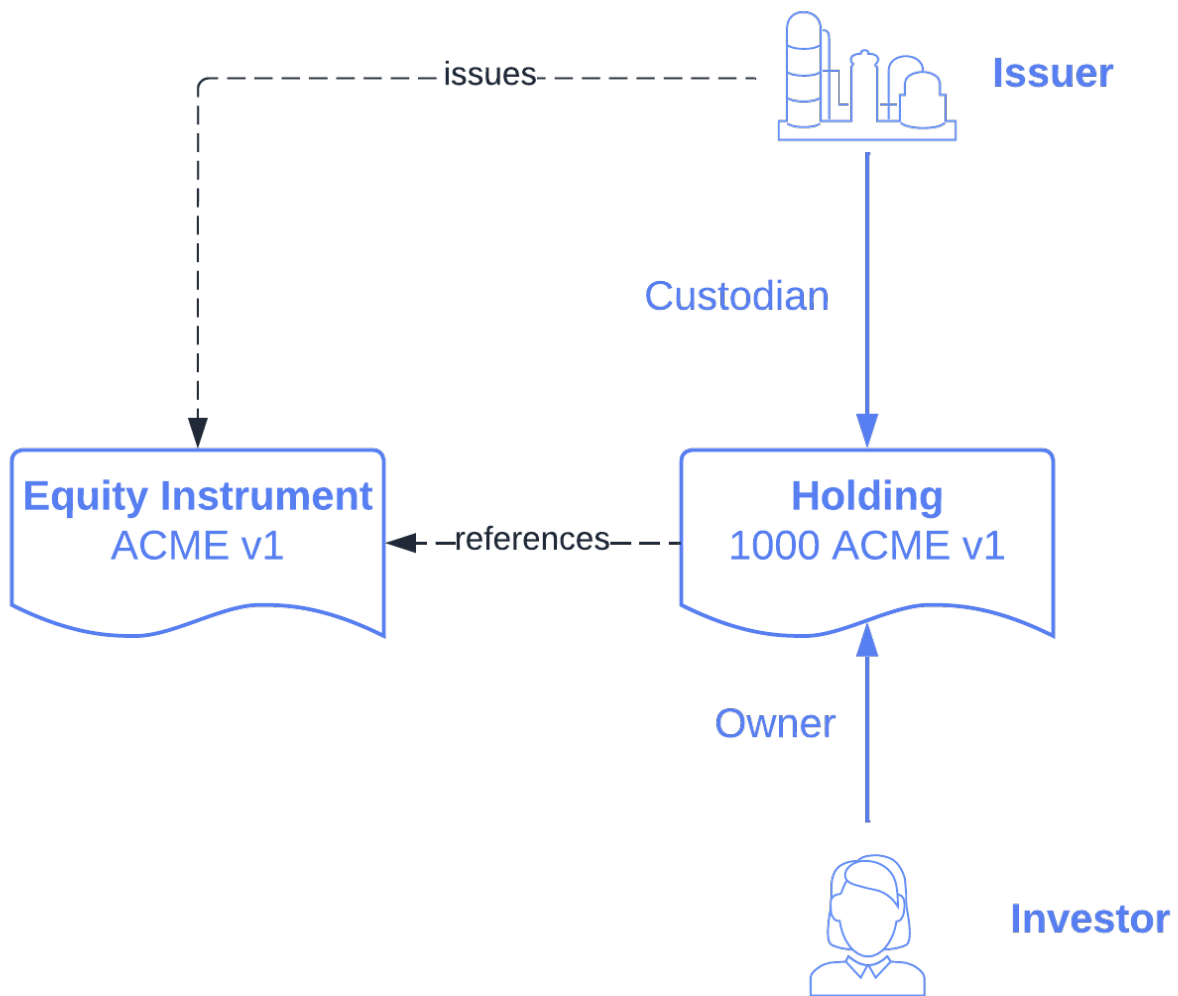 issues
Issuer
Custodian
Equity Instrument
ACME v1
references
Holding
1000 ACME v1
Owner
Investor